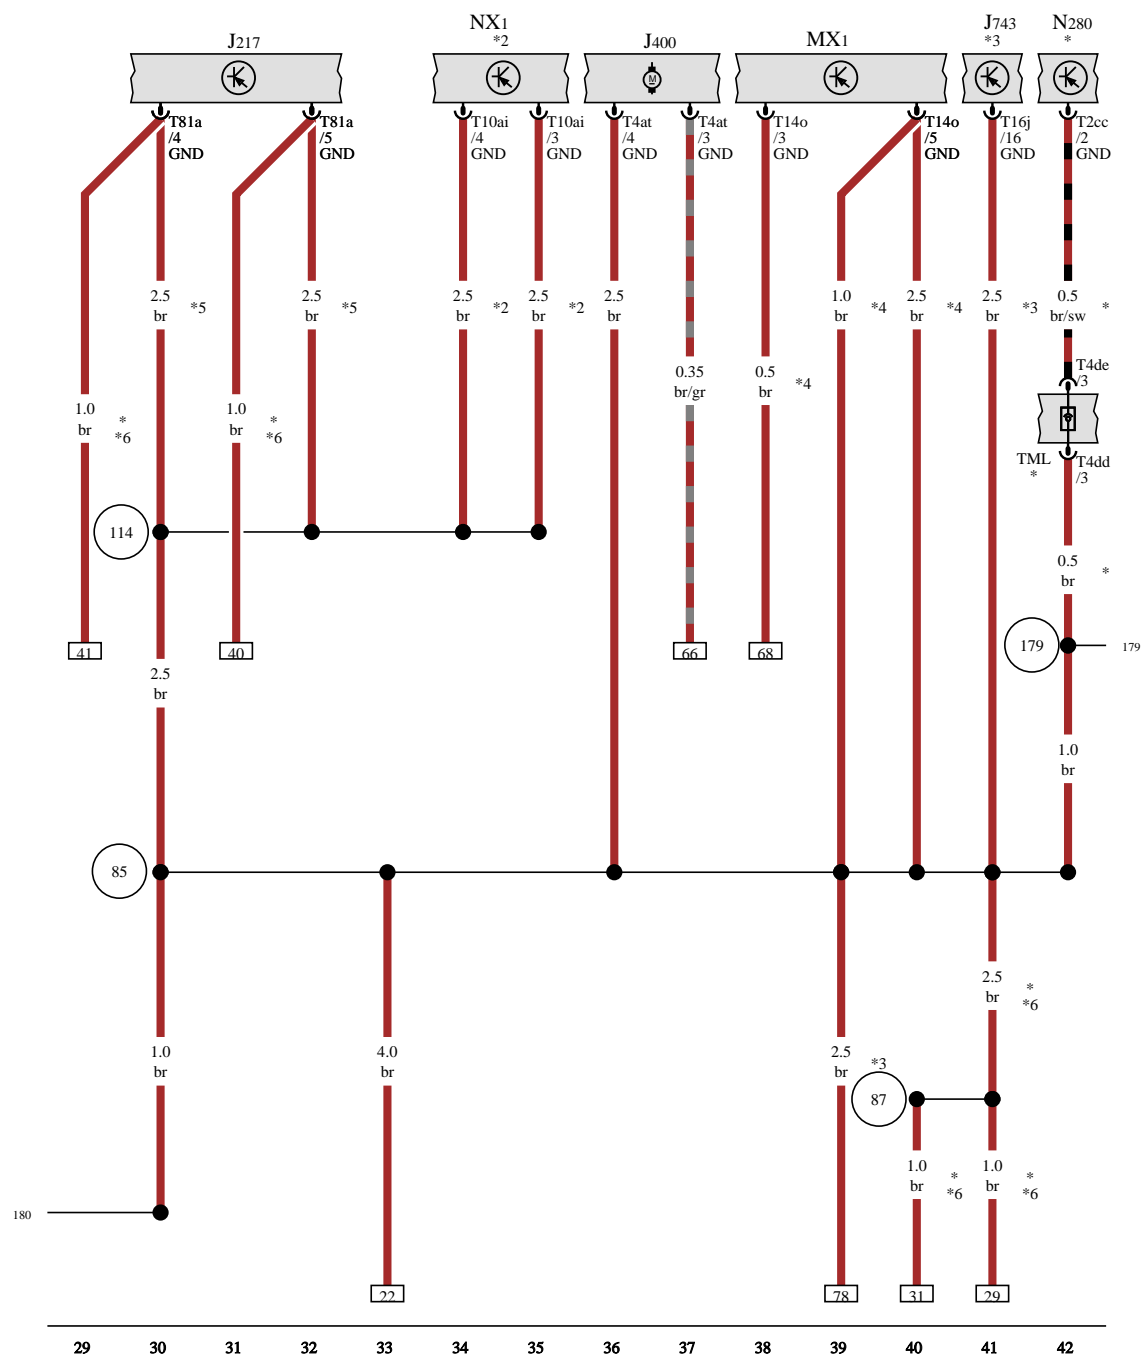 J217
NX1
*2
J400
MX1
J743
*3
N280
*
T81a
/4
GND
T81a
/5
GND
T10ai
/4
GND
T10ai
/3
GND
T4at
/4
GND
T4at
/3
GND
T14o
/3
GND
T14o
/5
GND
T16j
/16
GND
T2cc
/2
GND
2.5
br
*5
2.5
br
*5
2.5
br
*2
2.5
br
*2
2.5
br
1.0
br
*4
2.5
br
*4
2.5
br
*3
0.5
br/sw
*
0.35
br/gr
0.5
br
*4
T4de
/3
1.0
br
*
*6
1.0
br
*
*6
TML
*
T4dd
/3
114
0.5
br
*
41
40
66
68
179
179
2.5
br
1.0
br
85
2.5
br
*
*6
1.0
br
4.0
br
2.5
br
*3
87
1.0
br
*
*6
1.0
br
*
*6
180
22
78
31
29
29 30 31 32 33 34 35 36 37 38 39 40 41 42